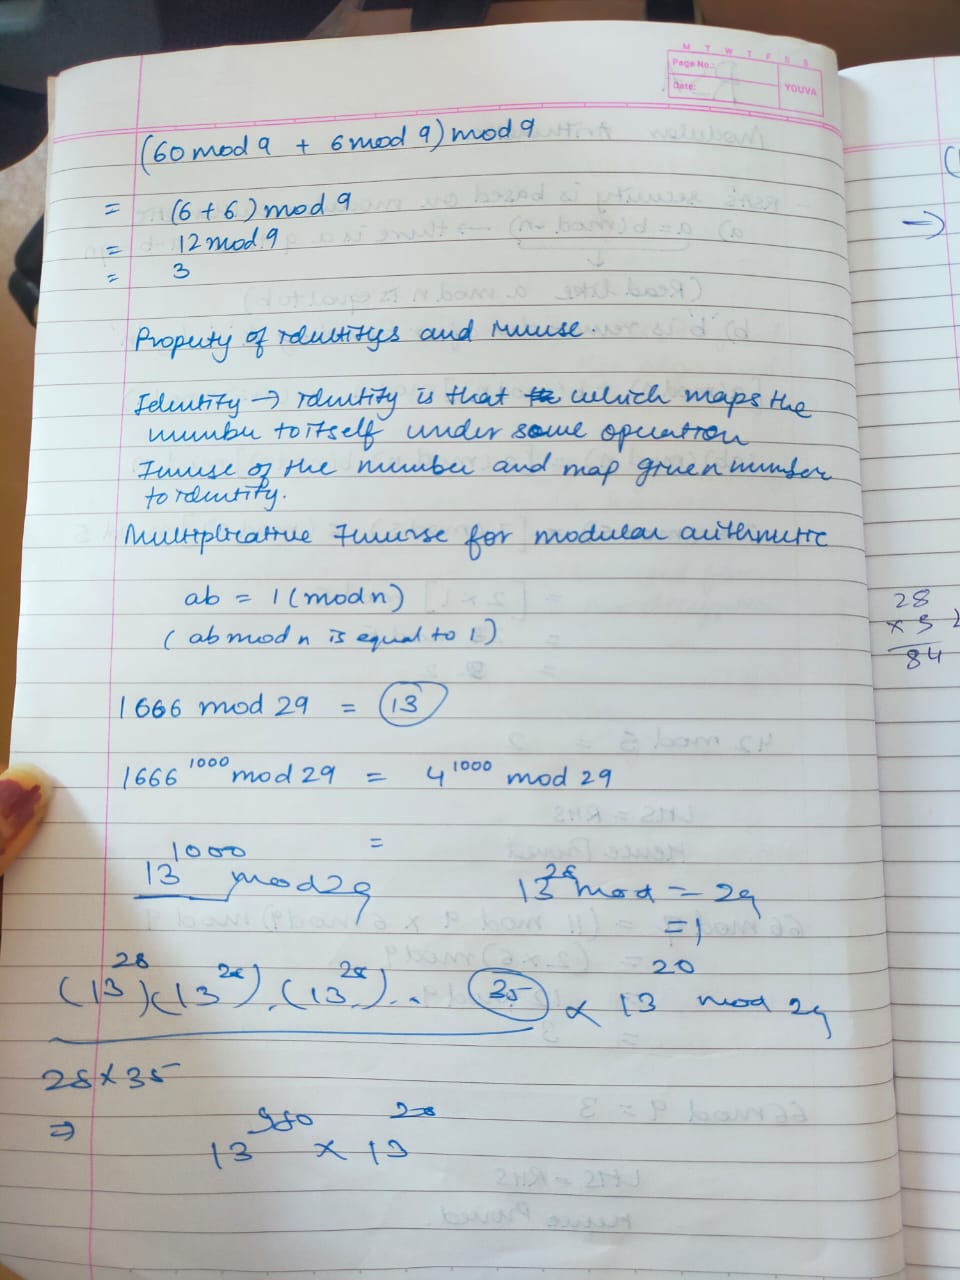 M T W T F S S
Page No.:
Date:
YOUVA
(60 mod 9 + 6 mod 9) mod 9
= (6 + 6) mod 9
= 12 mod 9
= 3
Property of identitys and inverse.
Identity → identity is that which maps the
number to itself under some operation
Inverse of the number and map given number
to identity.
Multiplicative Inverse for modular arithmetic
ab = 1 (mod n)
(ab mod n is equal to 1)
1666 mod 29 = 13
1666^1000 mod 29 = 4^1000 mod 29
=
13^1000 mod 29
13^28 mod = 29
= 1
(13^28)(13^28).(13^28).. 35 × 13^20 mod 29
28 × 35
⇒ 13^980 × 13^20
28
× 3
84